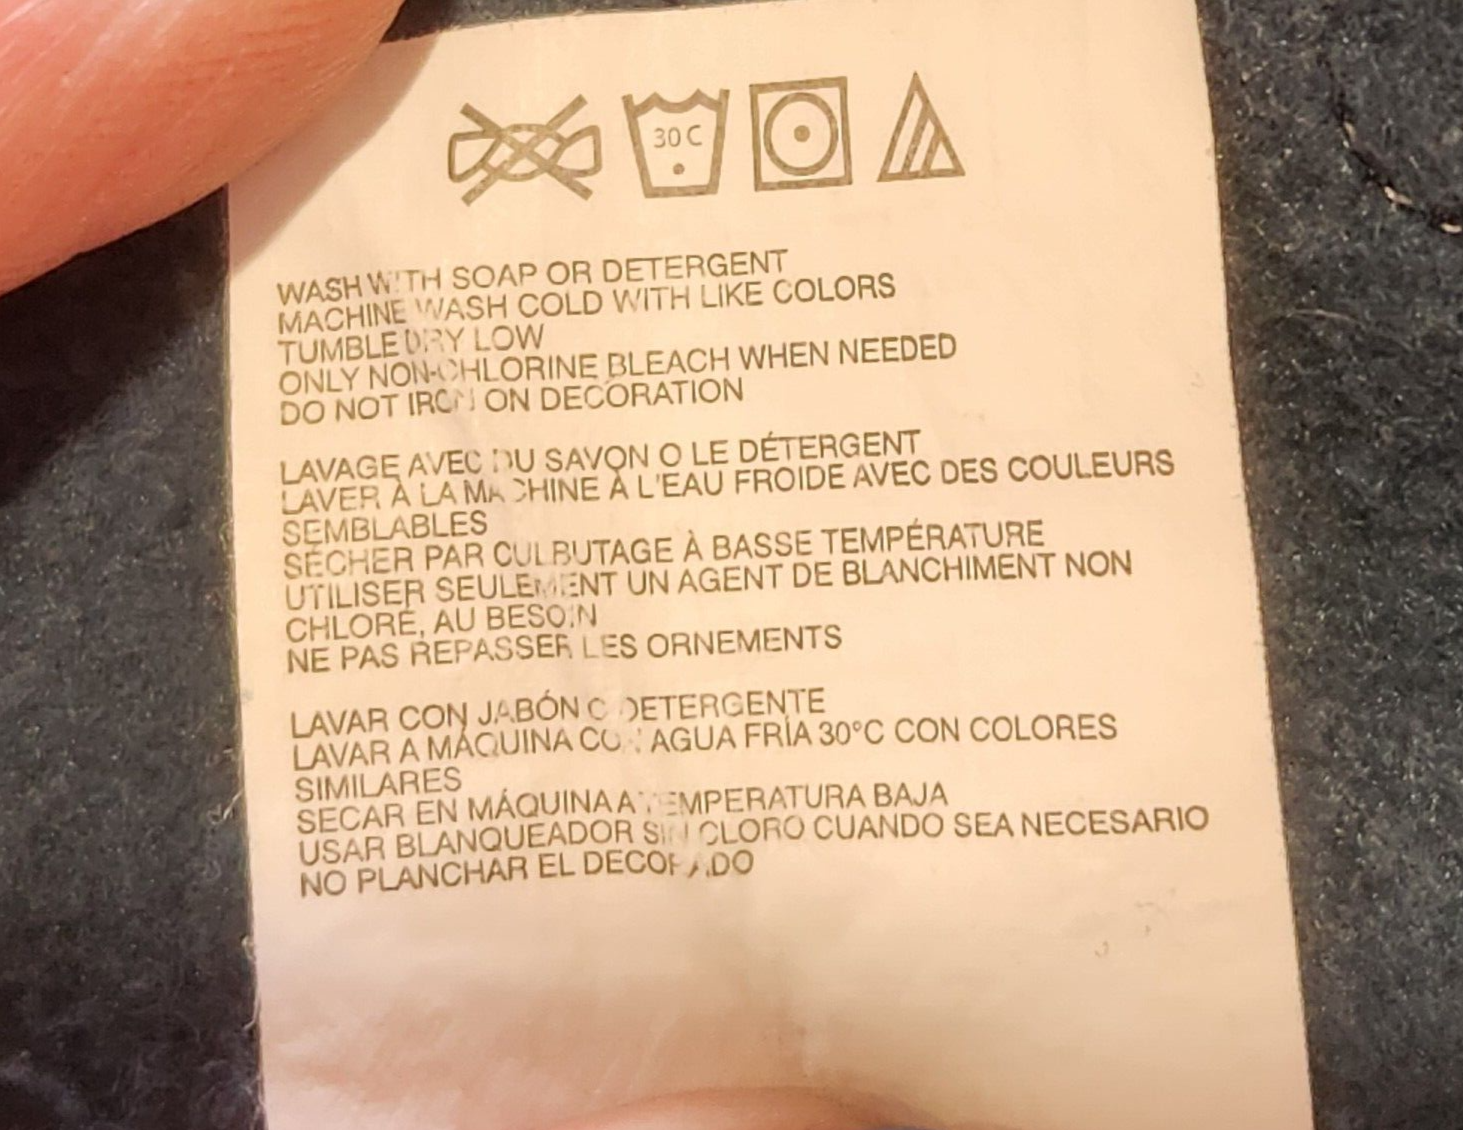 30 C
WASH WITH SOAP OR DETERGENT
MACHINE WASH COLD WITH LIKE COLORS
TUMBLE DRY LOW
ONLY NON-CHLORINE BLEACH WHEN NEEDED
DO NOT IRON ON DECORATION
LAVAGE AVEC DU SAVON O LE DÉTERGENT
LAVER À LA MACHINE À L'EAU FROIDE AVEC DES COULEURS
SEMBLABLES
SÉCHER PAR CULBUTAGE À BASSE TEMPÉRATURE
UTILISER SEULEMENT UN AGENT DE BLANCHIMENT NON
CHLORÉ, AU BESOIN
NE PAS REPASSER LES ORNEMENTS
LAVAR CON JABÓN O DETERGENTE
LAVAR A MÁQUINA CON AGUA FRÍA 30°C CON COLORES
SIMILARES
SECAR EN MÁQUINA A TEMPERATURA BAJA
USAR BLANQUEADOR SIN CLORO CUANDO SEA NECESARIO
NO PLANCHAR EL DECORADO